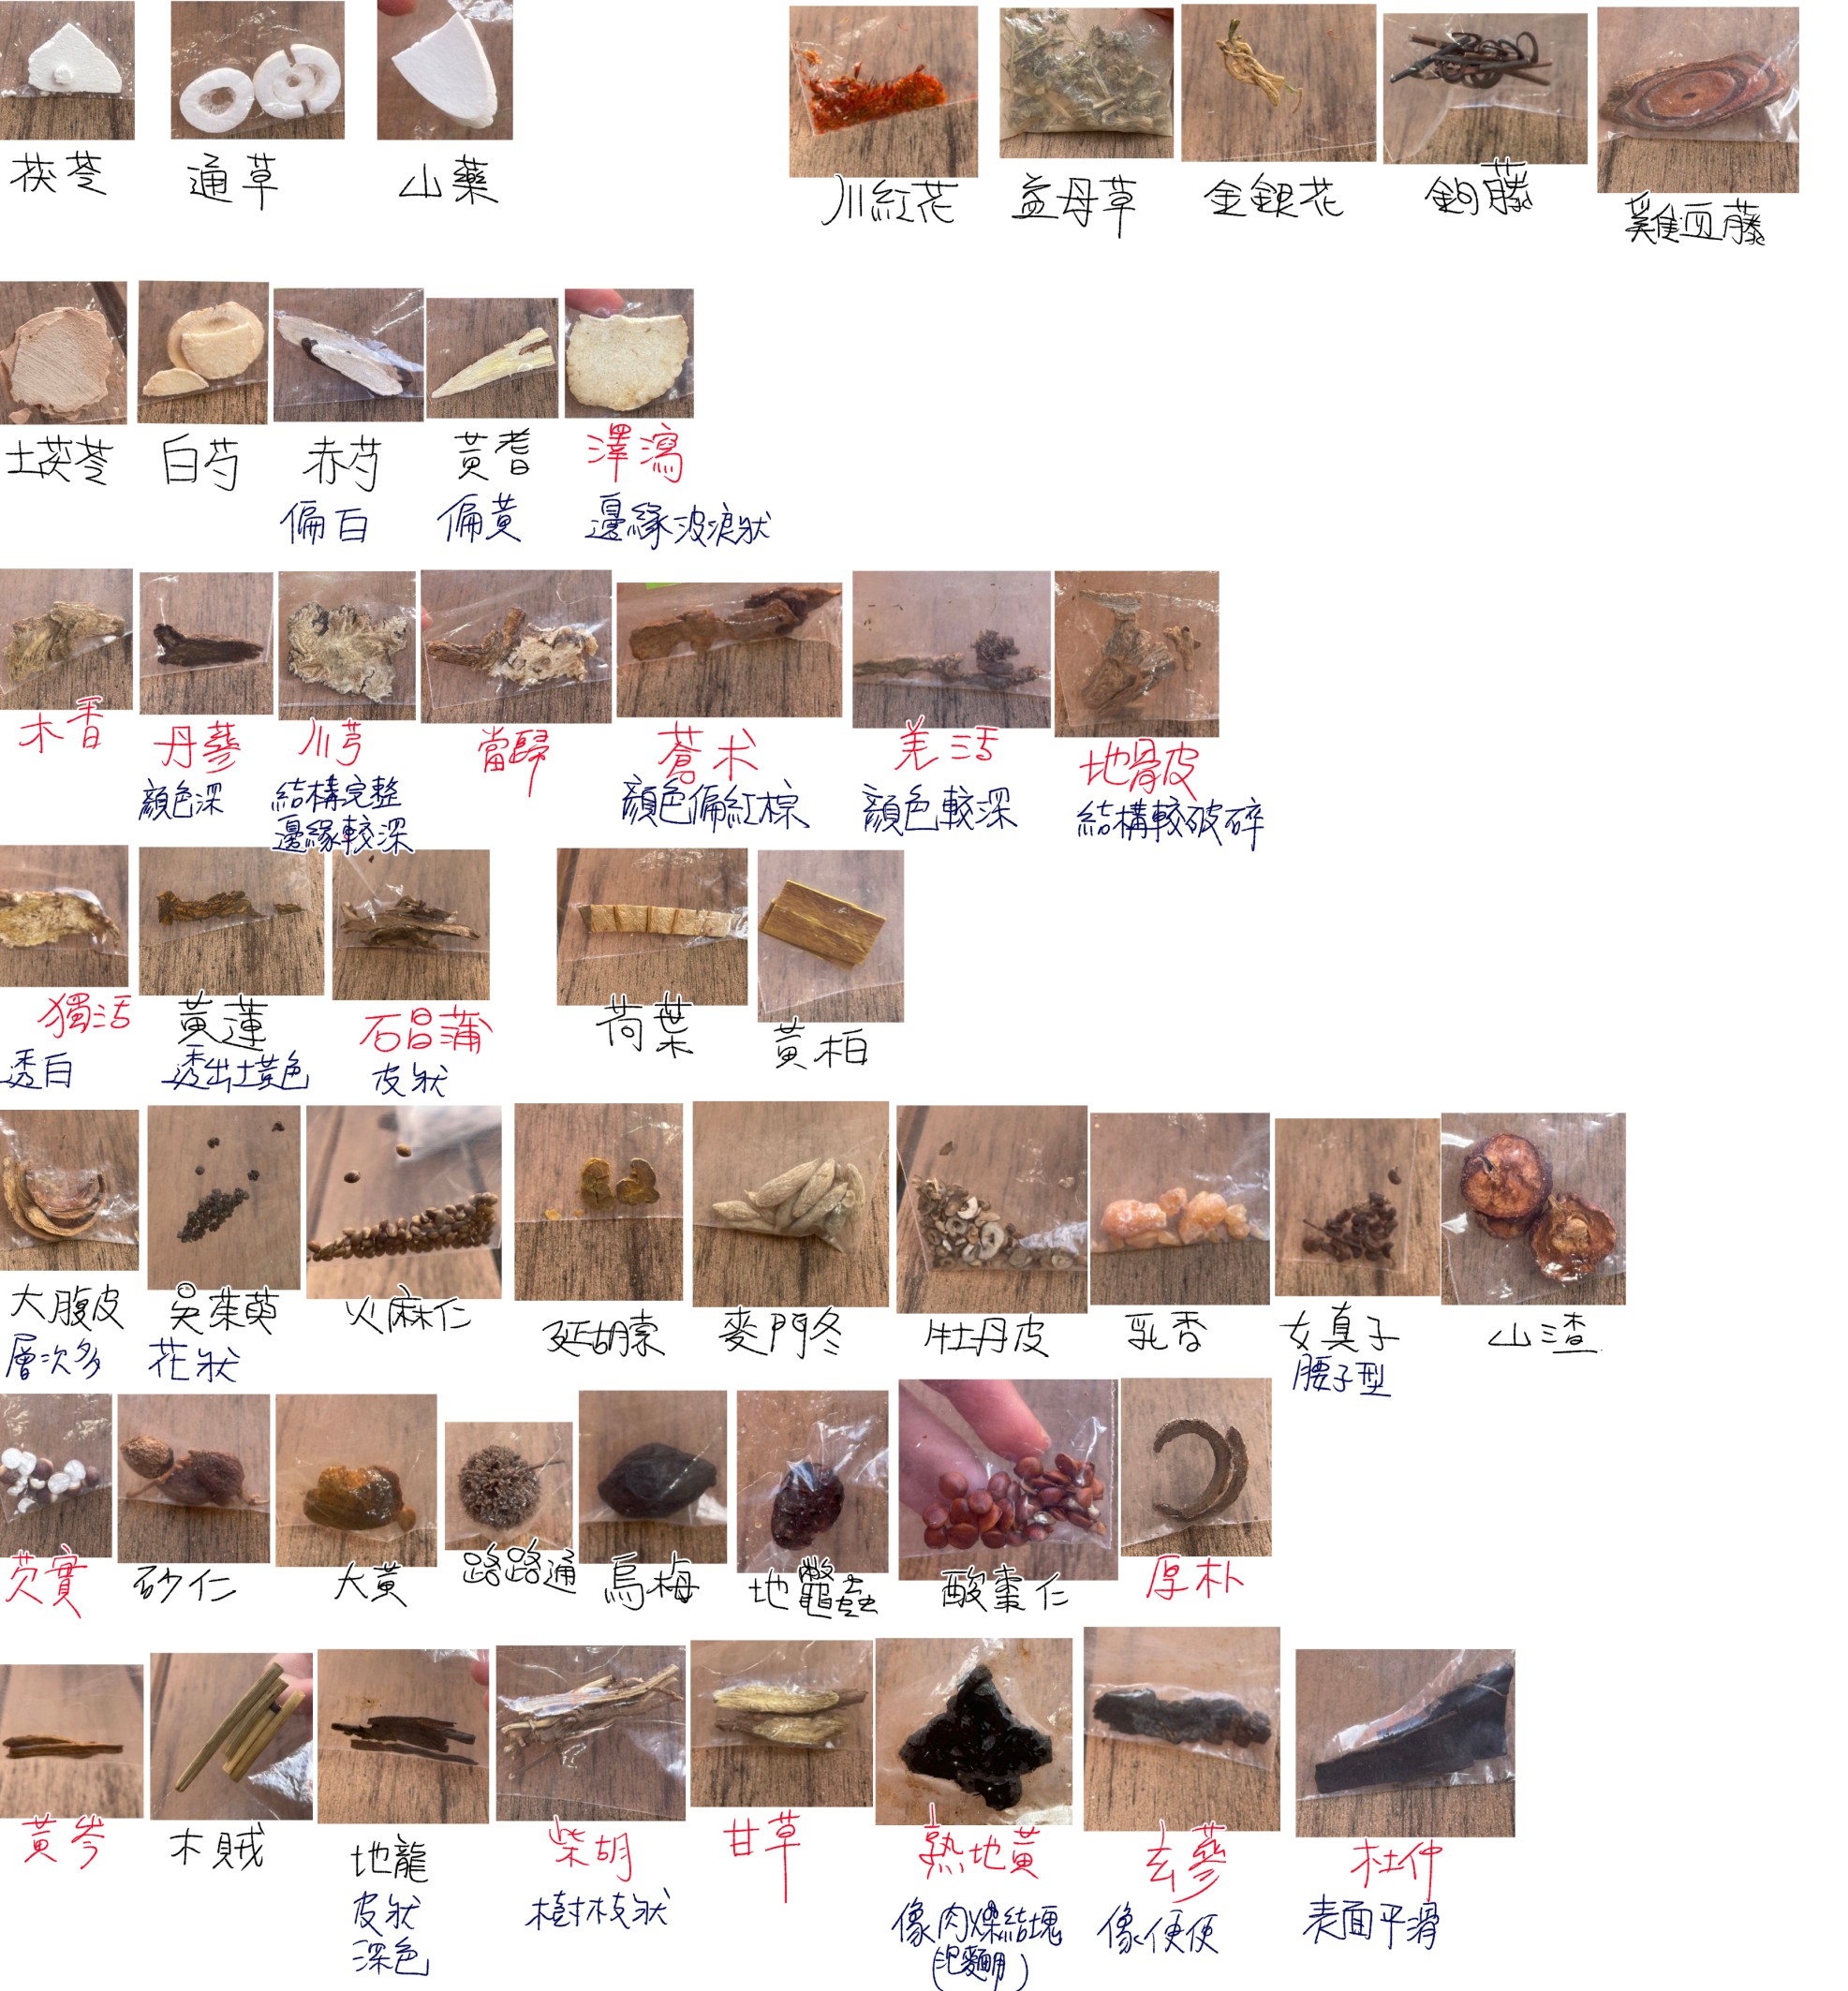 茯苓
通草
山藥
川紅花
益母草
金銀花
鉤藤
雞血藤
土茯苓
白芍
赤芍
偏白
黃耆
偏黃
澤瀉
邊緣波浪狀
木香
丹蔘
顏色深
川芎
結構完整
邊緣較深
當歸
蒼术
顏色偏紅棕
羌活
顏色較深
地骨皮
結構較破碎
獨活
透白
黃蓮
透出土黃色
石昌蒲
皮狀
荷葉
黃柏
大腹皮
層次多
吳茱萸
花狀
火麻仁
延胡索
麥門冬
牡丹皮
乳香
女真子
腰子型
山渣
芡實
砂仁
大黃
路路通
烏梅
地鼈蟲
酸棗仁
厚朴
黃岑
木賊
地龍
皮狀
深色
柴胡
樹枝狀
甘草
熟地黃
像肉燥結塊
(泡麵用)
玄蔘
像便便
杜仲
表面平滑